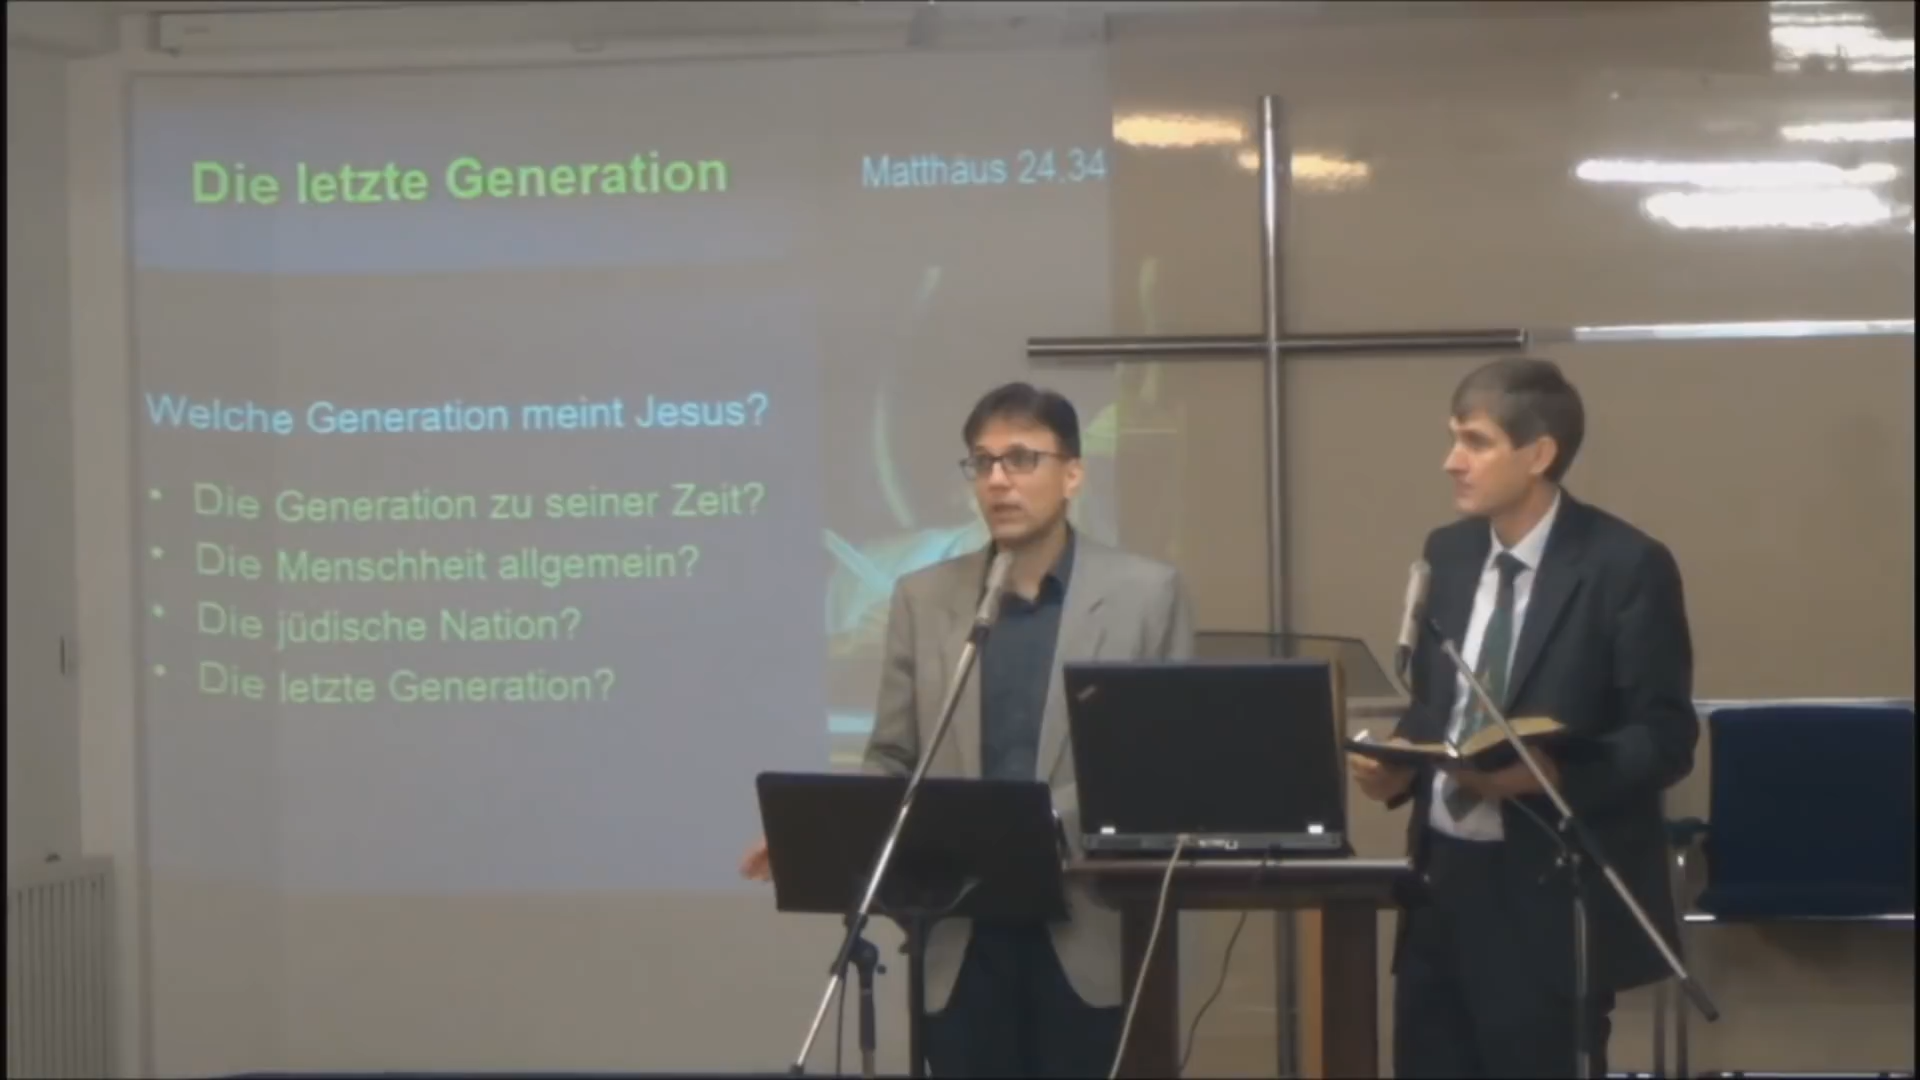 Die letzte Generation
Matthäus 24.34
Welche Generation meint Jesus?
• Die Generation zu seiner Zeit?
• Die Menschheit allgemein?
• Die jüdische Nation?
• Die letzte Generation?